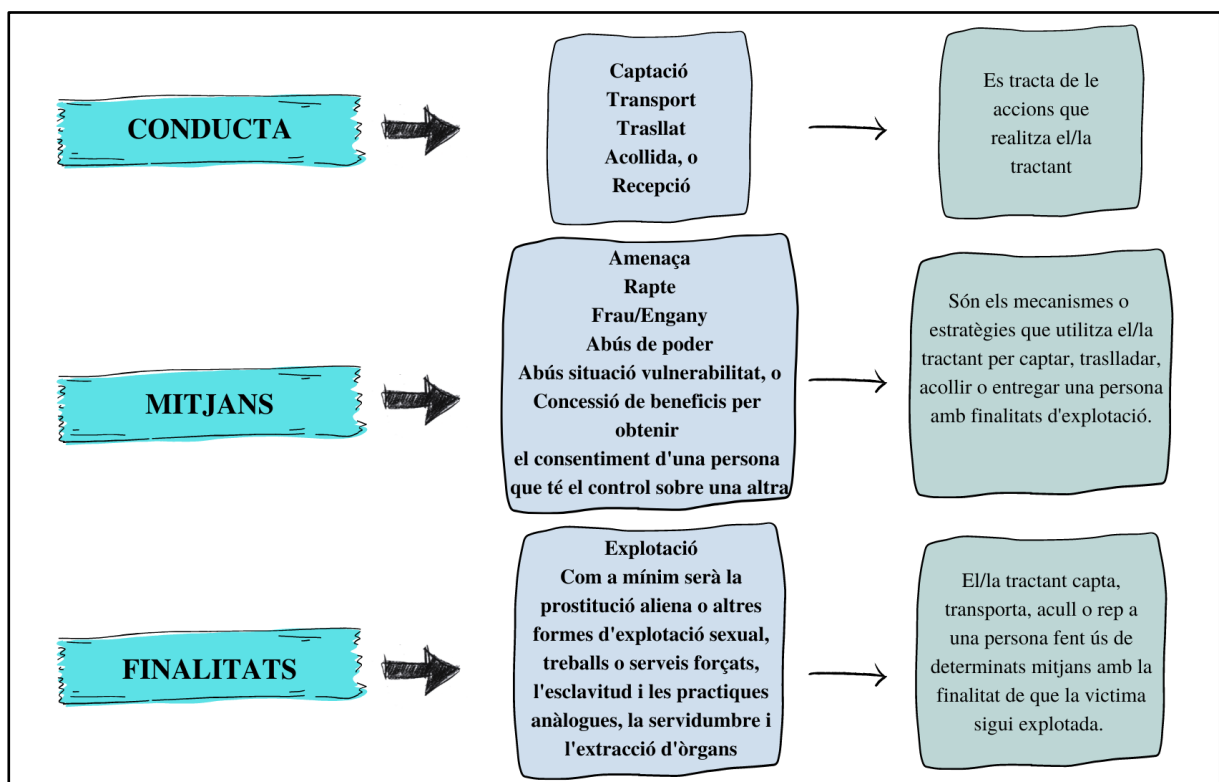 CONDUCTA
Captació
Transport
Trasllat
Acollida, o
Recepció
Es tracta de le
accions que
realitza el/la
tractant
MITJANS
Amenaça
Rapte
Frau/Engany
Abús de poder
Abús situació vulnerabilitat, o
Concessió de beneficis per
obtenir
el consentiment d'una persona
que té el control sobre una altra
Són els mecanismes o
estratègies que utilitza el/la
tractant per captar, traslladar,
acollir o entregar una persona
amb finalitats d'explotació.
FINALITATS
Explotació
Com a mínim serà la
prostitució aliena o altres
formes d'explotació sexual,
treballs o serveis forçats,
l'esclavitud i les practiques
anàlogues, la servidumbre i
l'extracció d'òrgans
El/la tractant capta,
transporta, acull o rep a
una persona fent ús de
determinats mitjans amb la
finalitat de que la victima
sigui explotada.